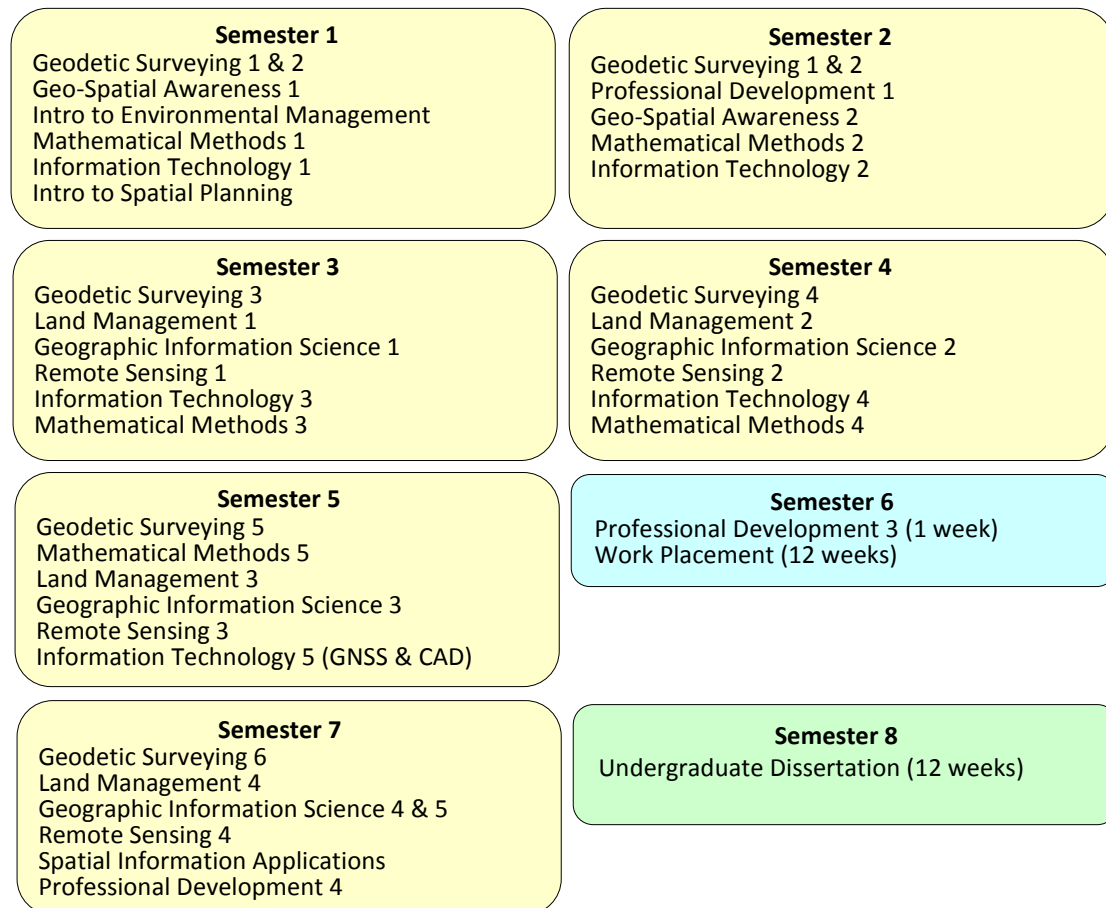 Semester 1
Geodetic Surveying 1 & 2
Geo-Spatial Awareness 1
Intro to Environmental Management
Mathematical Methods 1
Information Technology 1
Intro to Spatial Planning
Semester 2
Geodetic Surveying 1 & 2
Professional Development 1
Geo-Spatial Awareness 2
Mathematical Methods 2
Information Technology 2
Semester 3
Geodetic Surveying 3
Land Management 1
Geographic Information Science 1
Remote Sensing 1
Information Technology 3
Mathematical Methods 3
Semester 4
Geodetic Surveying 4
Land Management 2
Geographic Information Science 2
Remote Sensing 2
Information Technology 4
Mathematical Methods 4
Semester 5
Geodetic Surveying 5
Mathematical Methods 5
Land Management 3
Geographic Information Science 3
Remote Sensing 3
Information Technology 5 (GNSS & CAD)
Semester 6
Professional Development 3 (1 week)
Work Placement (12 weeks)
Semester 7
Geodetic Surveying 6
Land Management 4
Geographic Information Science 4 & 5
Remote Sensing 4
Spatial Information Applications
Professional Development 4
Semester 8
Undergraduate Dissertation (12 weeks)